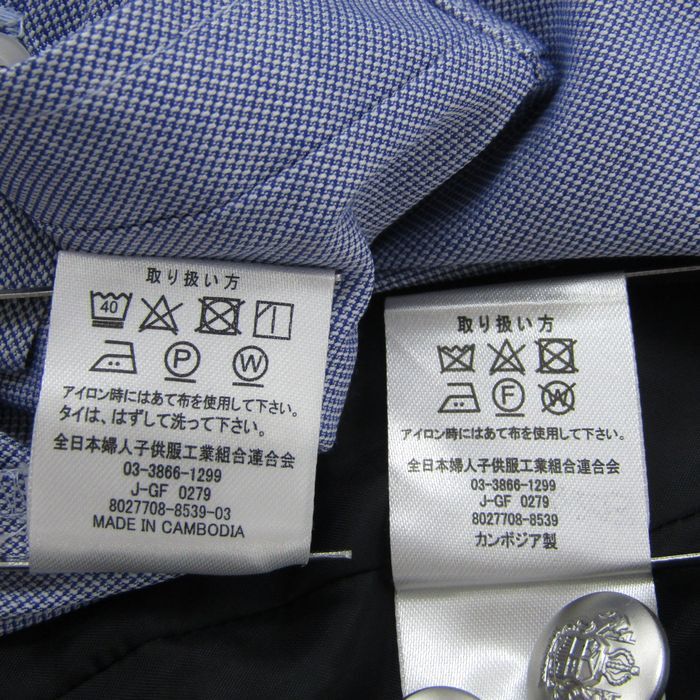 取り扱い方
40
P
W
アイロン時にはあて布を使用して下さい。
タイは、はずして洗って下さい。
全日本婦人子供服工業組合連合会
03-3866-1299
J-GF 0279
8027708-8539-03
MADE IN CAMBODIA
取り扱い方
F
W
アイロン時にはあて布を使用して下さい。
全日本婦人子供服工業組合連合会
03-3866-1299
J-GF 0279
8027708-8539
カンボジア製